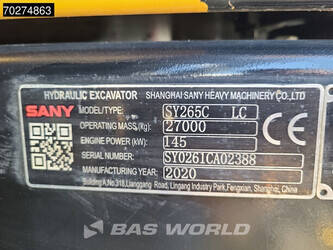 70274863
HYDRAULIC EXCAVATOR SHANGHAI SANY HEAVY MACHINERY CO.,LTD
SANY MODEL/TYPE: SY265C LC
OPERATING MASS(kg): 27000
ENGINE POWER(kW): 145
SERIAL NUMBER: SY026ICA02388
MANUFACTURING YEAR: 2020
Building A,No.318,Lianggang Road, Lingang Industry Park,Fengxian, Shanghai, China
CE
BAS WORLD